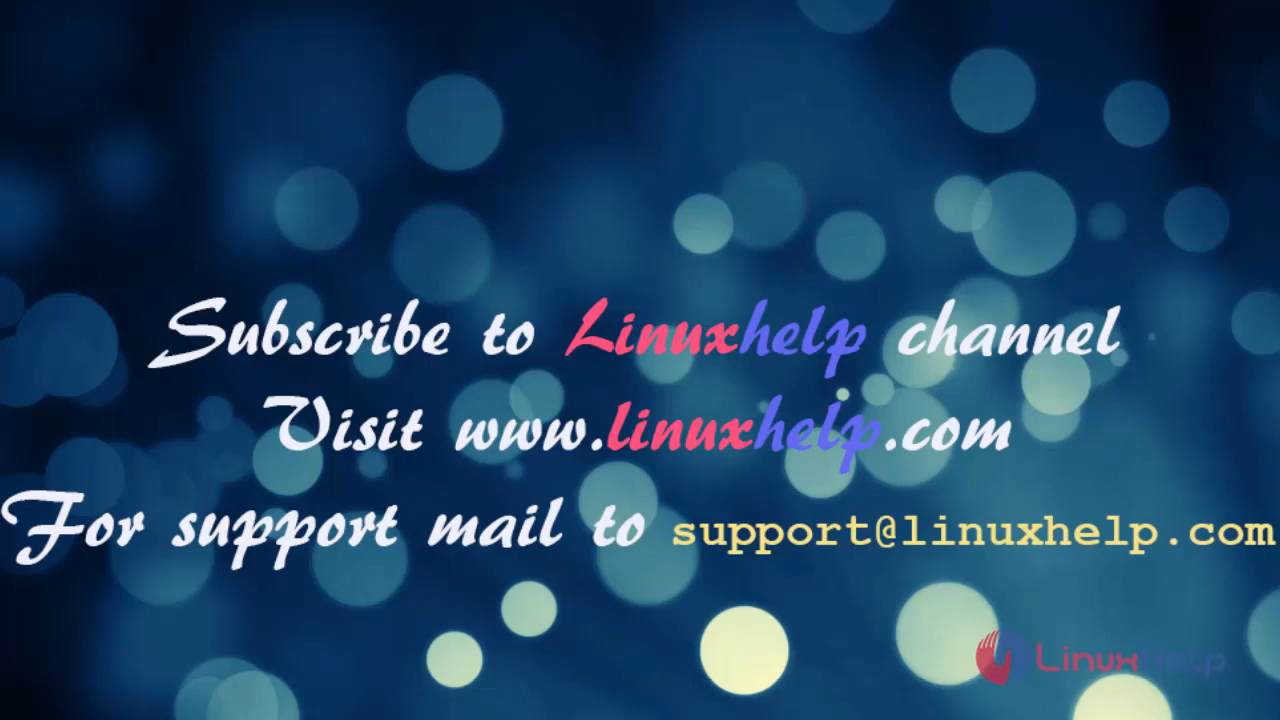 Subscribe to Linuxhelp channel
Visit www.linuxhelp.com
For support mail to support@linuxhelp.com
LinuxHelp